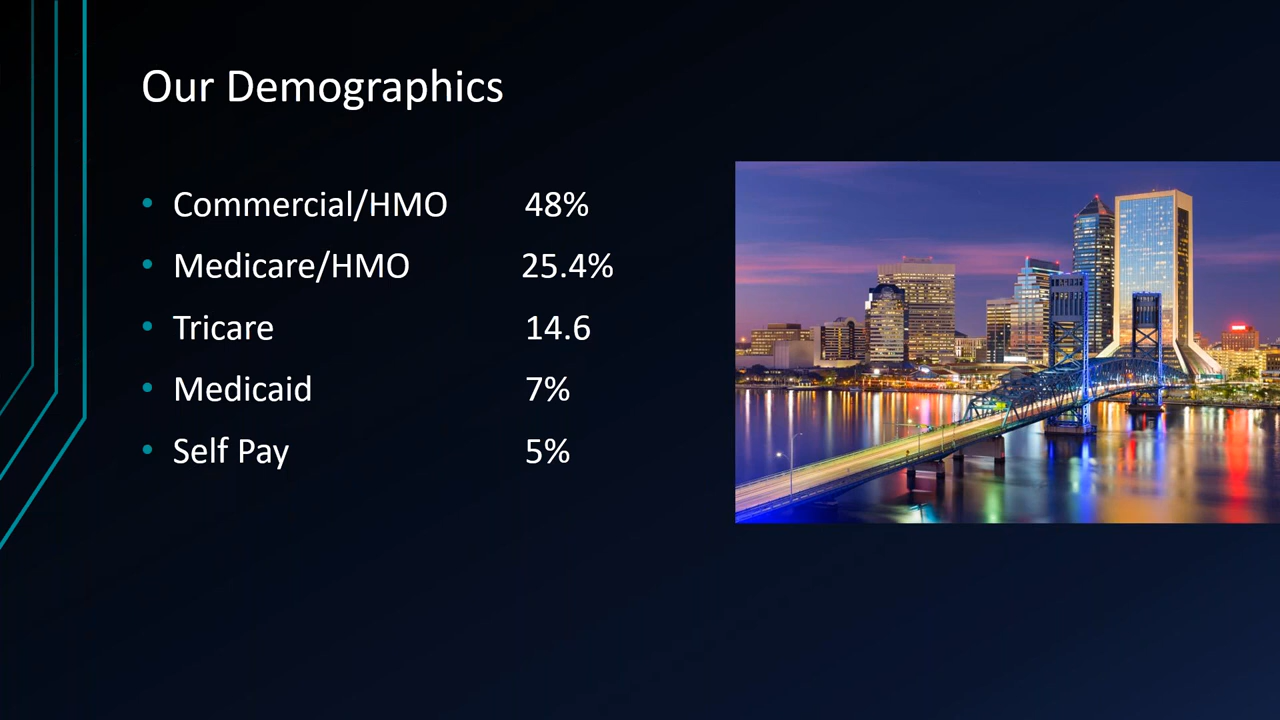 Our Demographics
• Commercial/HMO 48%
• Medicare/HMO 25.4%
• Tricare 14.6
• Medicaid 7%
• Self Pay 5%